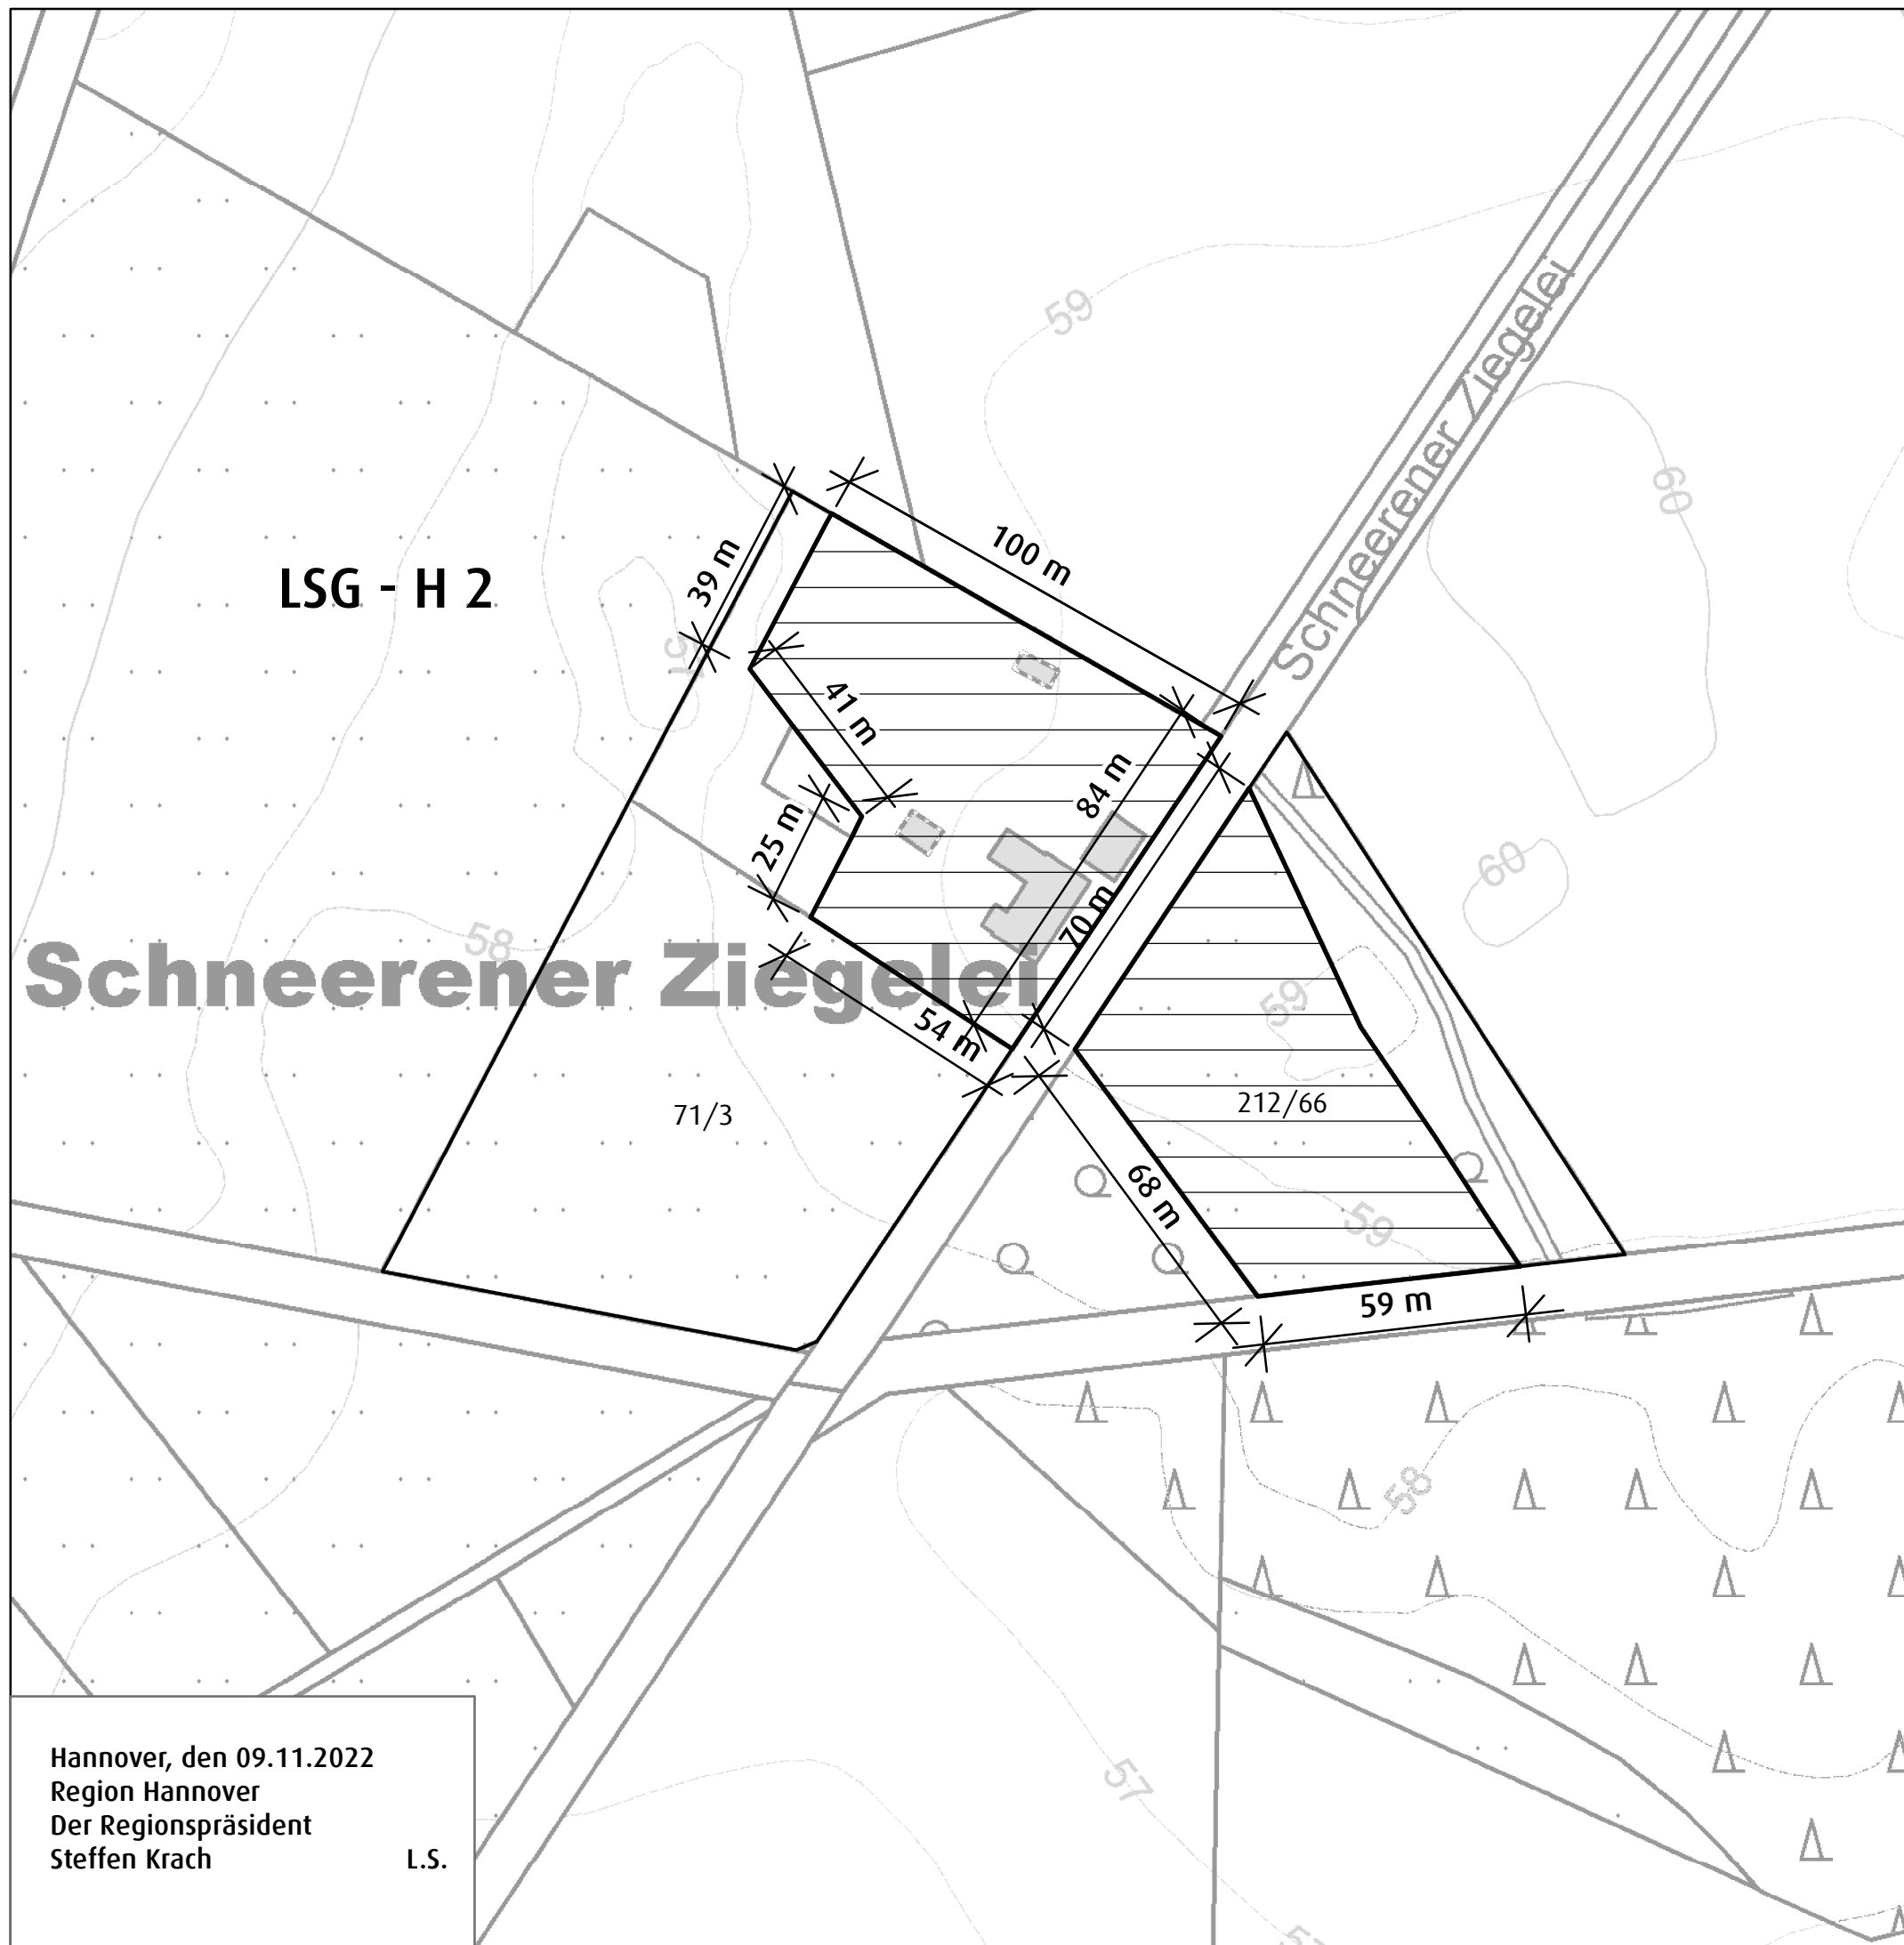 59
Schneerener Ziegelei
60
100 m
39 m
LSG - H 2
57
41 m
84 m
25 m
60
70 m
58
Schneerener Ziegelei
59
54 m
212/66
71/3
68 m
59
59 m
58
Hannover, den 09.11.2022
Region Hannover
Der Regionspräsident
Steffen Krach L.S.
57
57